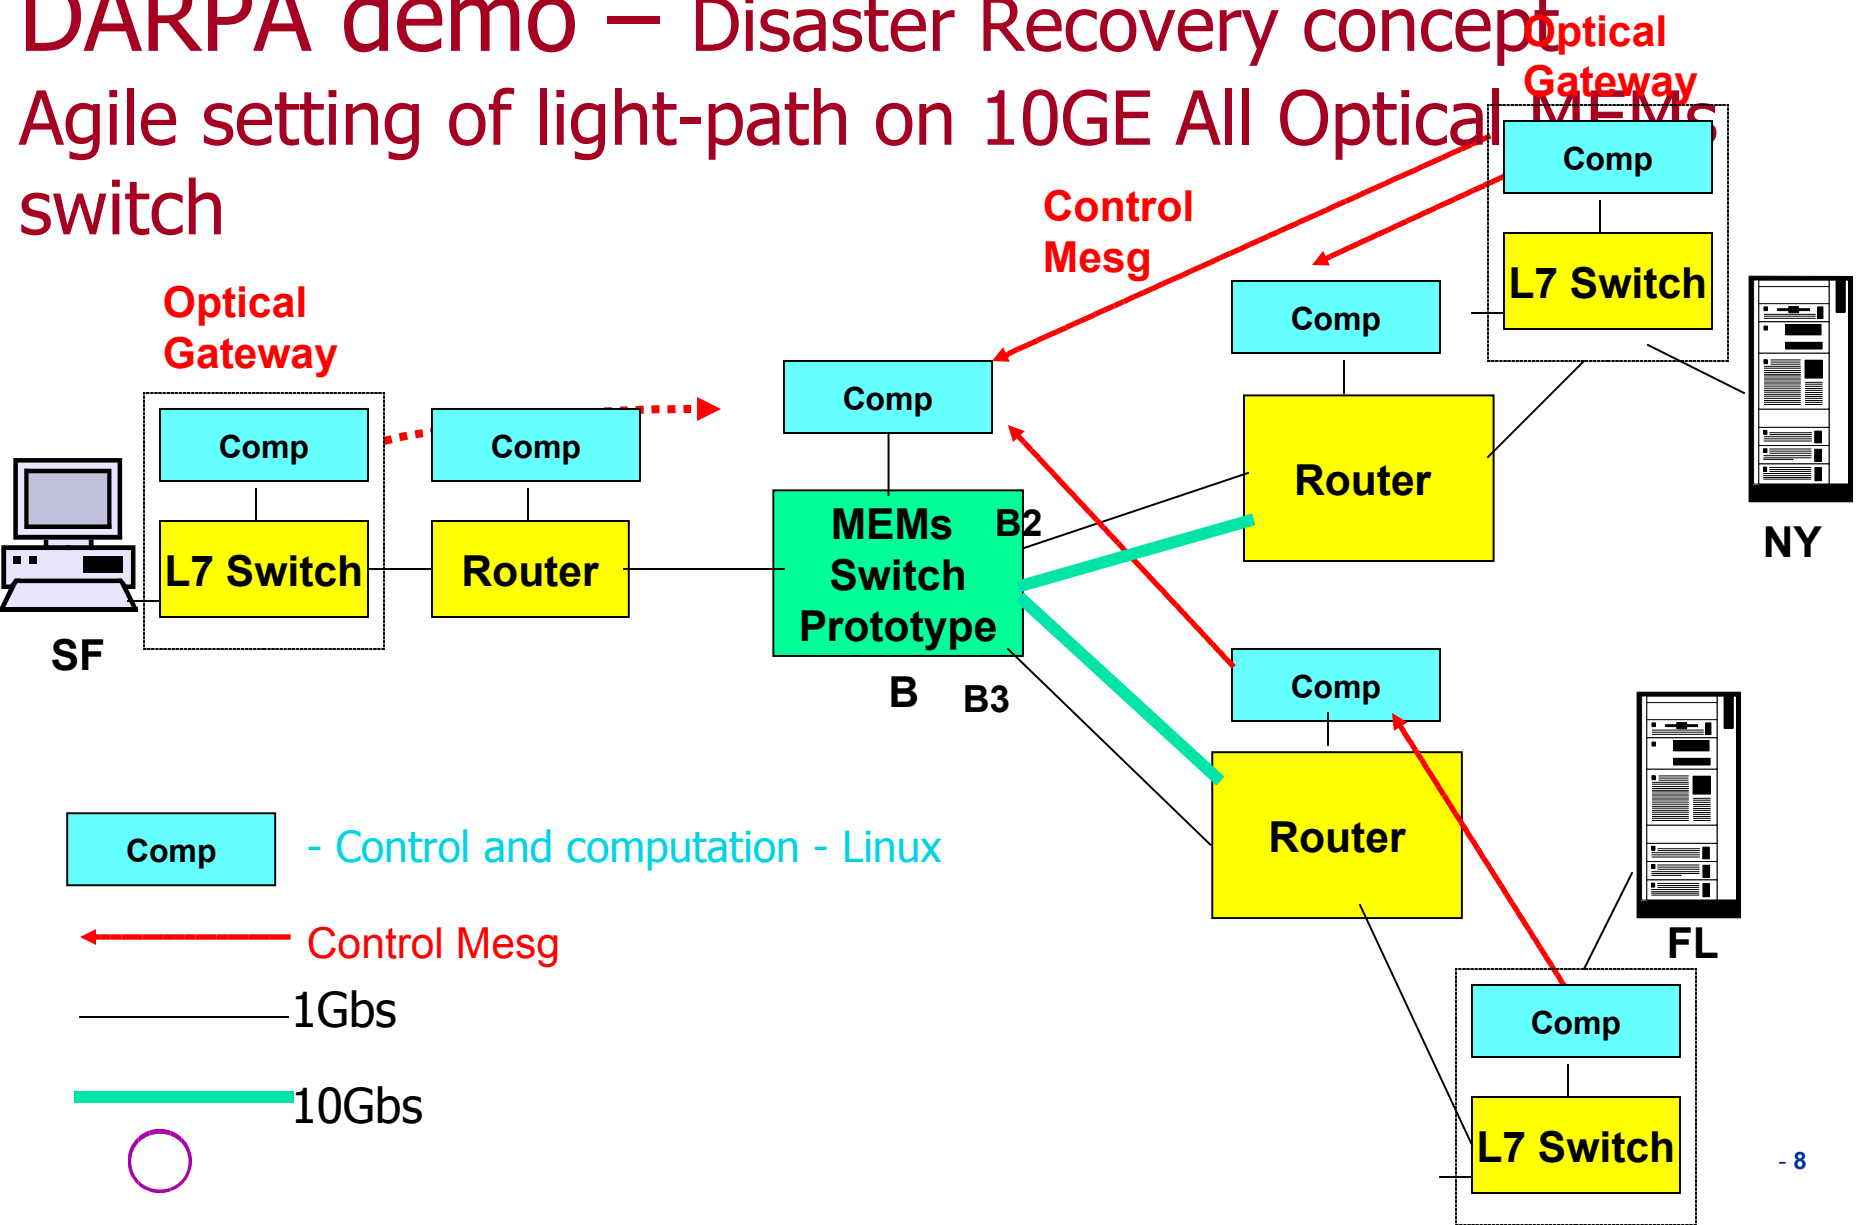 DARPA demo – Disaster Recovery concept
Agile setting of light-path on 10GE All Optical MEMs
switch
Optical
Gateway
Comp
L7 Switch
Control
Mesg
Optical
Gateway
Comp
L7 Switch
SF
Comp
Router
Comp
MEMs
Switch
Prototype
B2
B
B3
Comp
Router
NY
Comp
Router
FL
Comp
L7 Switch
Comp
- Control and computation - Linux
Control Mesg
1Gbs
10Gbs
- 8